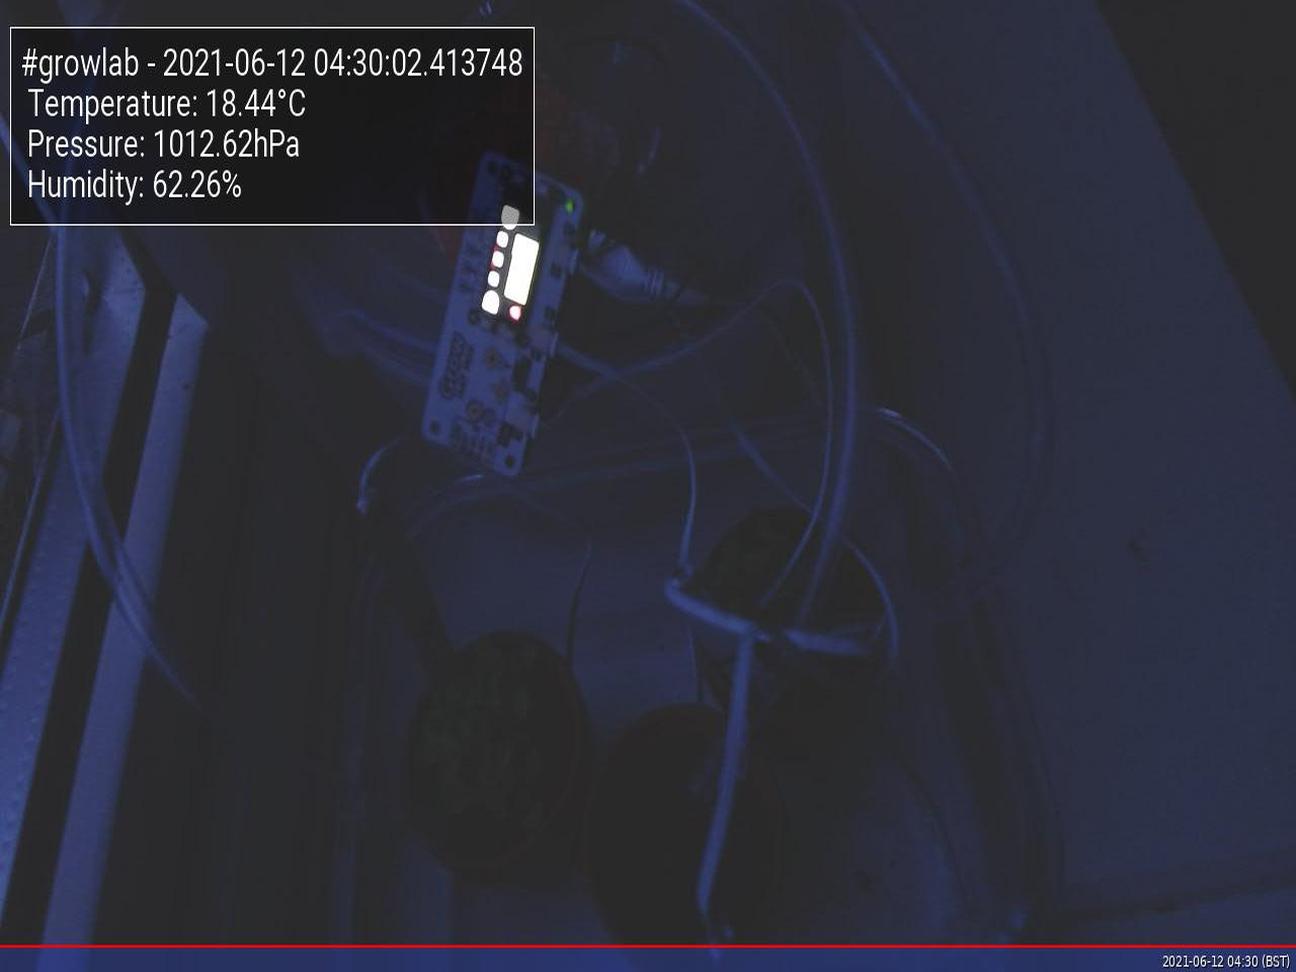 #growlab - 2021-06-12 04:30:02.413748
Temperature: 18.44°C
Pressure: 1012.62hPa
Humidity: 62.26%
2021-06-12 04:30 (BST)